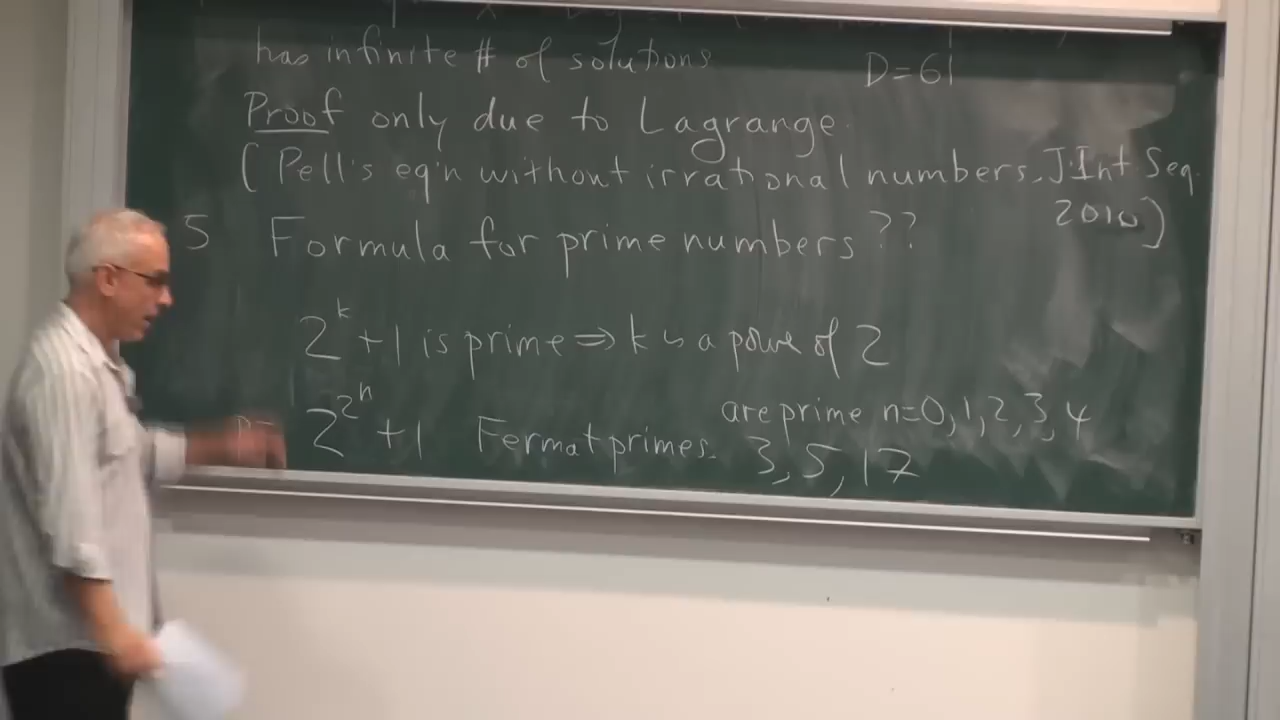 has infinite # of solutions
D=61
Proof only due to Lagrange.
(Pell's eq'n without irrational numbers. J. Int. Seq.
2010)
5 Formula for prime numbers ??
2^k +1 is prime ⇒ k is a power of 2
2^{2^n} +1 Fermat primes. are prime n=0,1,2,3,4
3, 5, 17